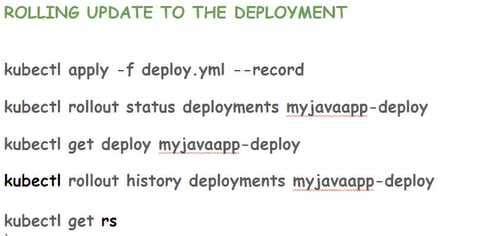 ROLLING UPDATE TO THE DEPLOYMENT
kubectl apply -f deploy.yml --record
kubectl rollout status deployments myjavaapp-deploy
kubectl get deploy myjavaapp-deploy
kubectl rollout history deployments myjavaapp-deploy
kubectl get rs